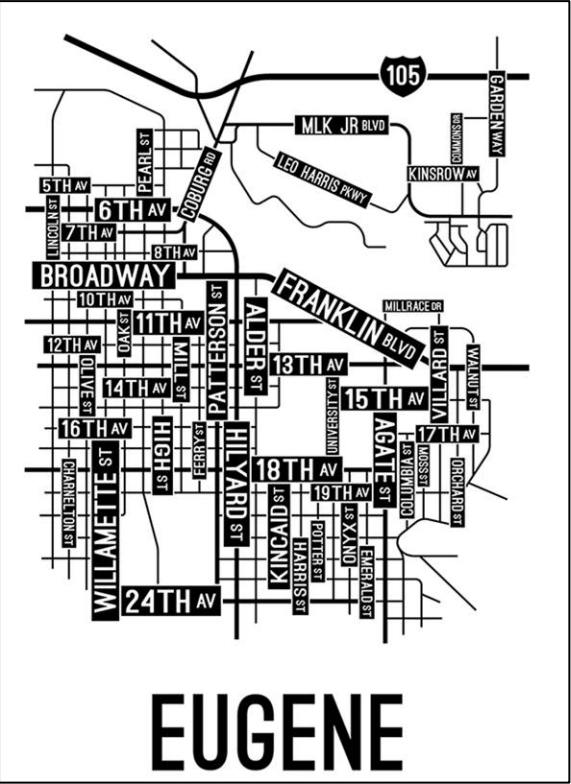 105
GARDEN WAY
MLK JR BLVD
COMMONS DR
PEARL ST
COBURG RD
LEO HARRIS PKWY
KINSROW AV
5TH AV
LINCOLN ST
6TH AV
7TH AV
8TH AV
BROADWAY
FRANKLIN BLVD
10TH AV
PATTERSON ST
ALDER ST
MILLRACE DR
OAK ST
11TH AV
VILLARD ST
12TH AV
MILL ST
WALNUT ST
OLIVE ST
13TH AV
14TH AV
UNIVERSITY ST
15TH AV
16TH AV
HIGH ST
FERRY ST
HILYARD ST
AGATE ST
17TH AV
WILLAMETTE ST
CHARNELTON ST
18TH AV
COLUMBIA ST
MOSS ST
ORCHARD ST
KINCAID ST
19TH AV
HARRIS ST
POTTER ST
ONYX ST
EMERALD ST
24TH AV
EUGENE